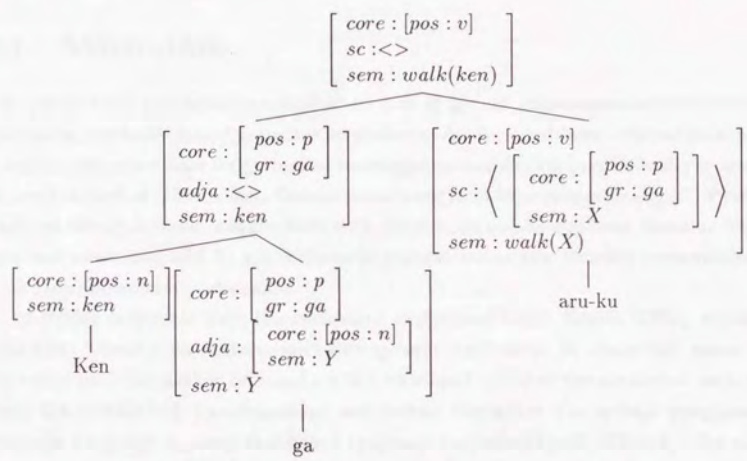 core : [pos : v]
sc :<>
sem : walk(ken)
core : [pos : p
gr : ga]
adja :<>
sem : ken
core : [pos : v]
sc : ⟨ [core : [pos : p
gr : ga]
sem : X] ⟩
sem : walk(X)
core : [pos : n]
sem : ken
core : [pos : p
gr : ga]
adja : [core : [pos : n]
sem : Y]
sem : Y
aru-ku
Ken
ga